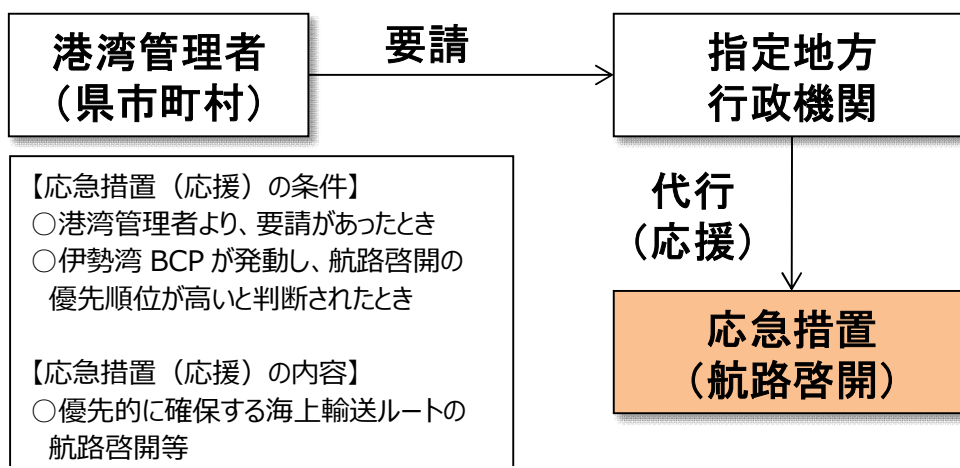 港湾管理者
（県市町村）
要請
指定地方
行政機関
【応急措置（応援）の条件】
○港湾管理者より、要請があったとき
○伊勢湾 BCP が発動し、航路啓開の
優先順位が高いと判断されたとき
【応急措置（応援）の内容】
○優先的に確保する海上輸送ルートの
航路啓開等
代行
（応援）
応急措置
（航路啓開）